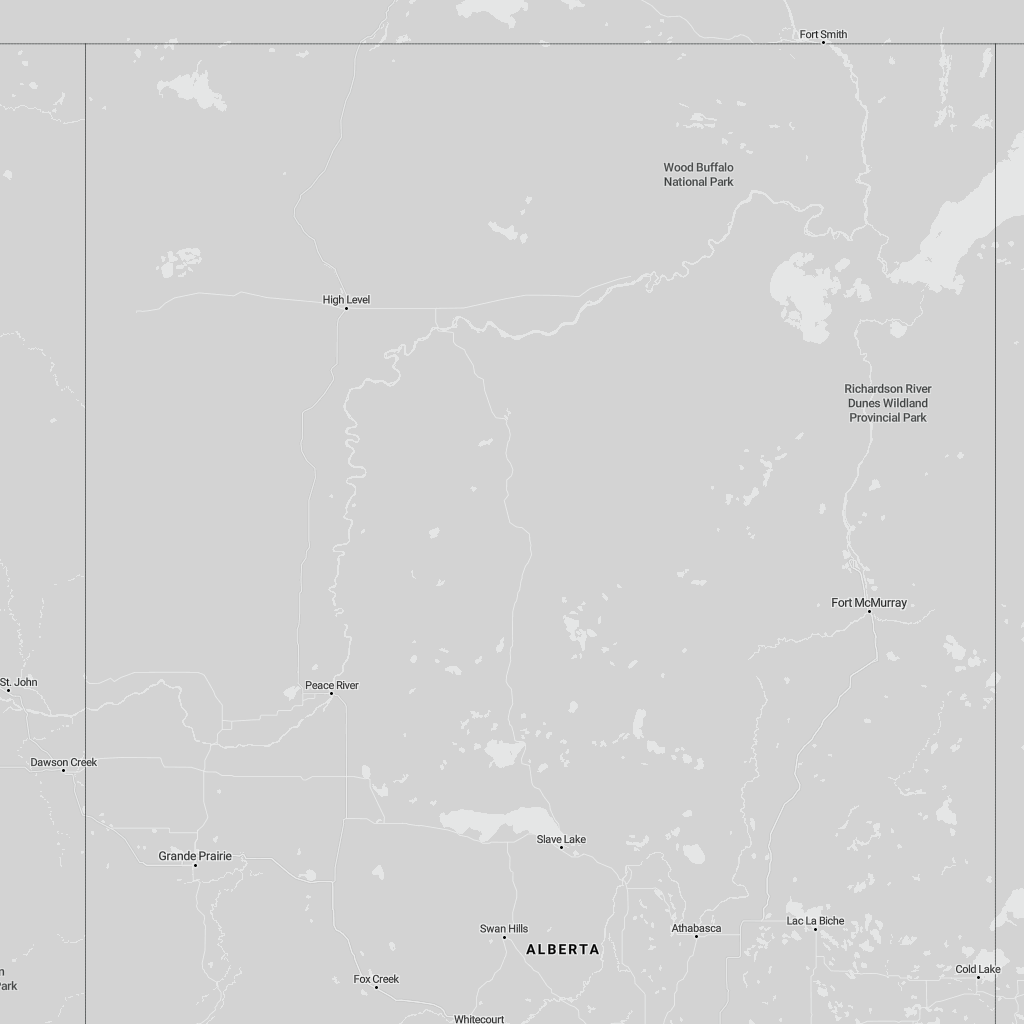 Fort Smith
Wood Buffalo
National Park
High Level
Richardson River
Dunes Wildland
Provincial Park
Fort McMurray
St. John
Peace River
Dawson Creek
Slave Lake
Grande Prairie
Lac La Biche
Swan Hills
Athabasca
ALBERTA
Cold Lake
n
Park
Fox Creek
Whitecourt